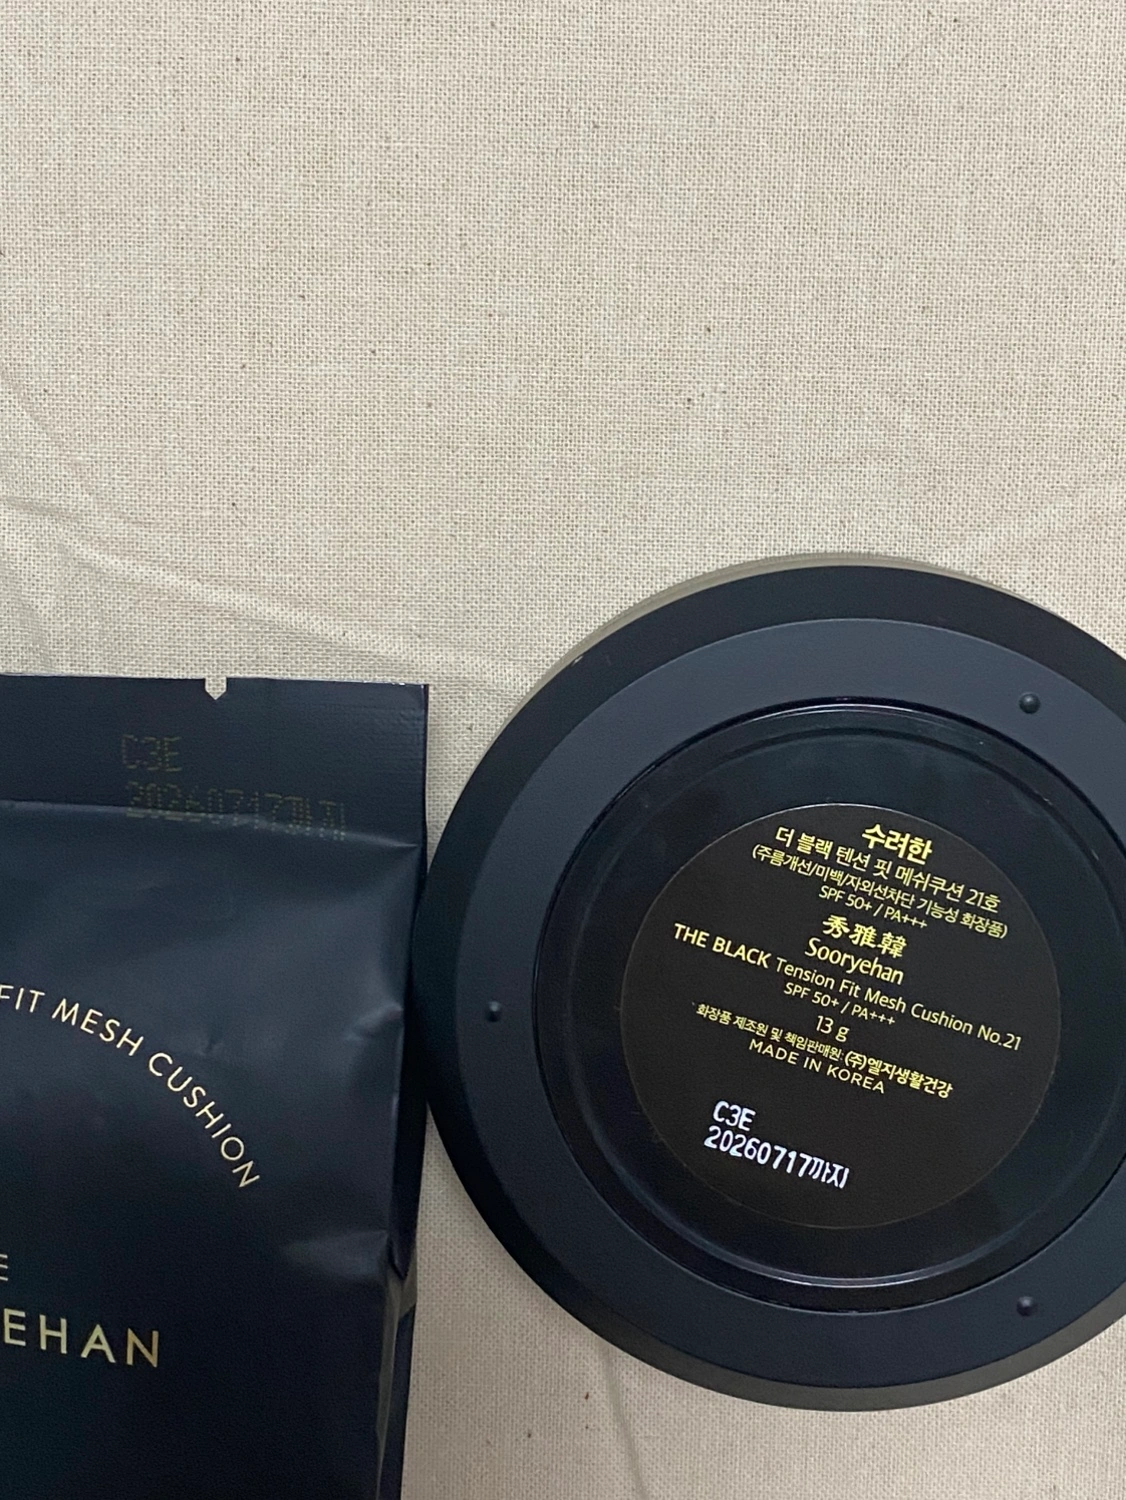 C3E
20260717까지
FIT MESH CUSHION
E
EHAN
수려한
더 블랙 텐션 핏 메쉬쿠션 21호
(주름개선/미백/자외선차단 기능성 화장품)
SPF 50+ / PA+++
秀雅韓
Sooryehan
THE BLACK Tension Fit Mesh Cushion No.21
SPF 50+ / PA+++
13 g
화장품 제조원 및 책임판매원: (주)엘지생활건강
MADE IN KOREA
C3E
20260717까지